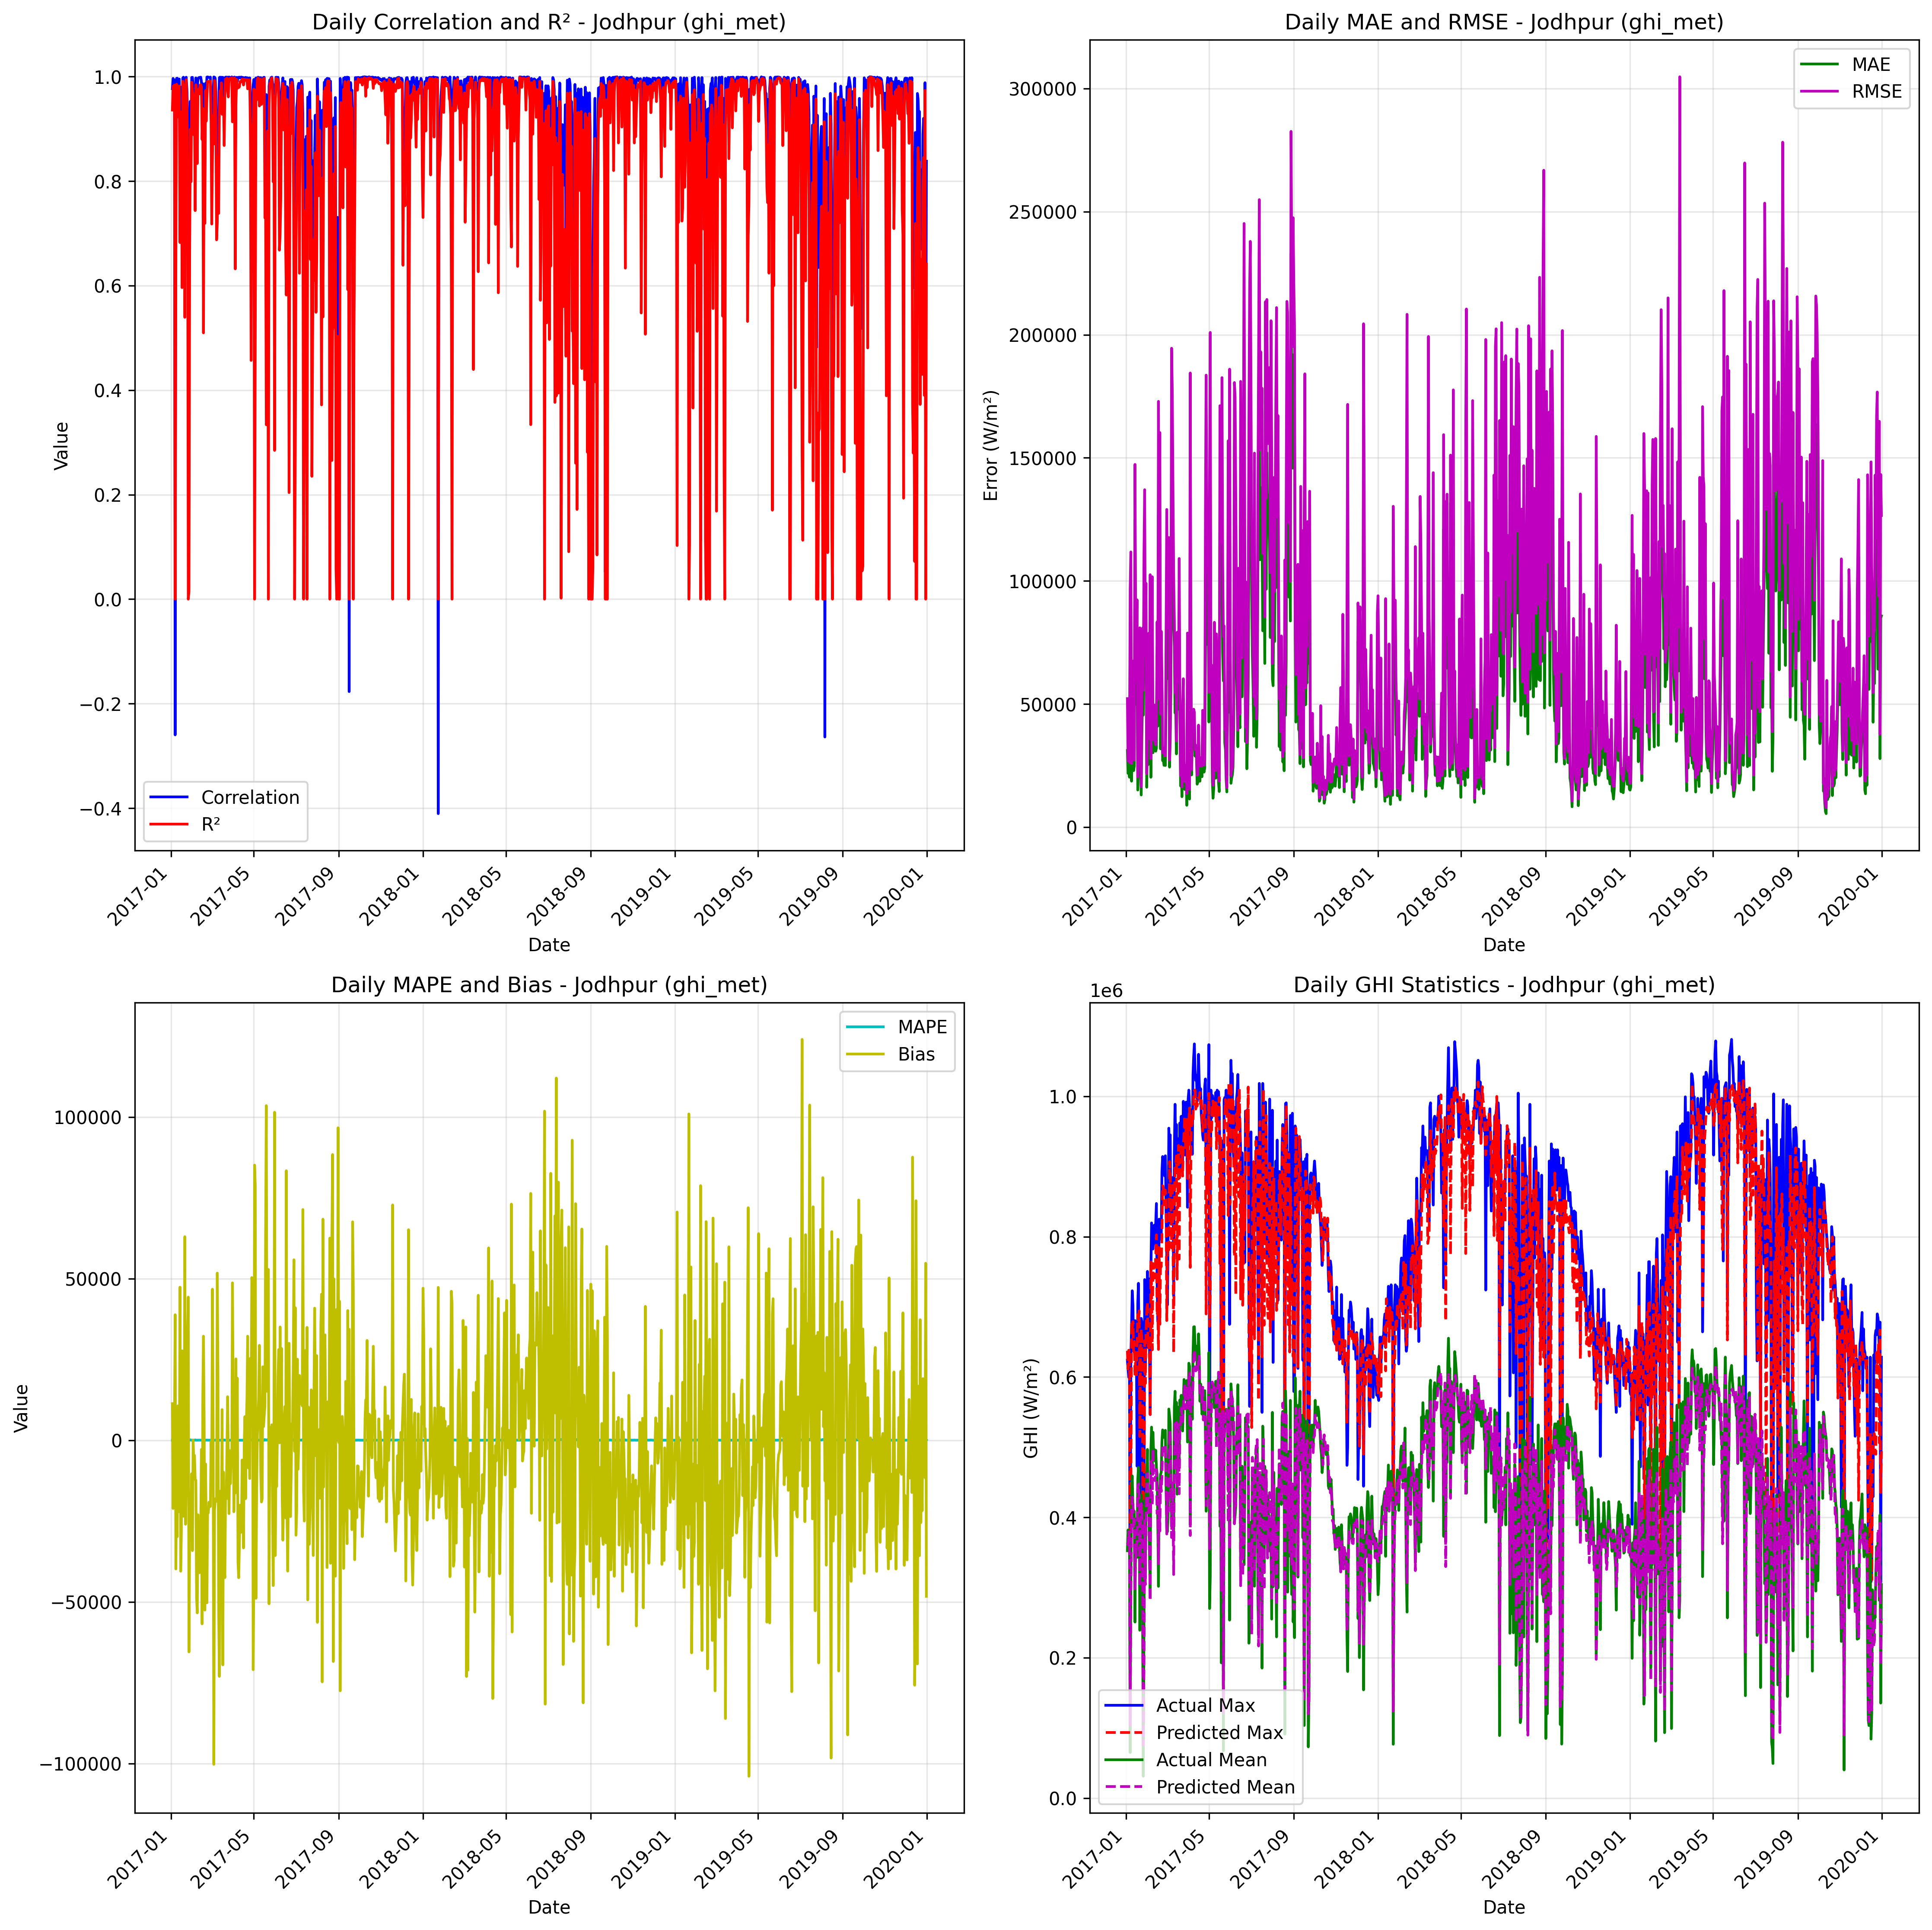 Daily Correlation and R² - Jodhpur (ghi_met)
1.0
0.8
0.6
0.4
0.2
0.0
−0.2
−0.4
Value
Correlation
R²
2017-01
2017-05
2017-09
2018-01
2018-05
2018-09
2019-01
2019-05
2019-09
2020-01
Date
Daily MAE and RMSE - Jodhpur (ghi_met)
MAE
RMSE
300000
250000
200000
150000
100000
50000
0
Error (W/m²)
2017-01
2017-05
2017-09
2018-01
2018-05
2018-09
2019-01
2019-05
2019-09
2020-01
Date
Daily MAPE and Bias - Jodhpur (ghi_met)
MAPE
Bias
100000
50000
0
−50000
−100000
Value
2017-01
2017-05
2017-09
2018-01
2018-05
2018-09
2019-01
2019-05
2019-09
2020-01
Date
Daily GHI Statistics - Jodhpur (ghi_met)
1e6
1.0
0.8
0.6
0.4
0.2
0.0
GHI (W/m²)
Actual Max
Predicted Max
Actual Mean
Predicted Mean
2017-01
2017-05
2017-09
2018-01
2018-05
2018-09
2019-01
2019-05
2019-09
2020-01
Date